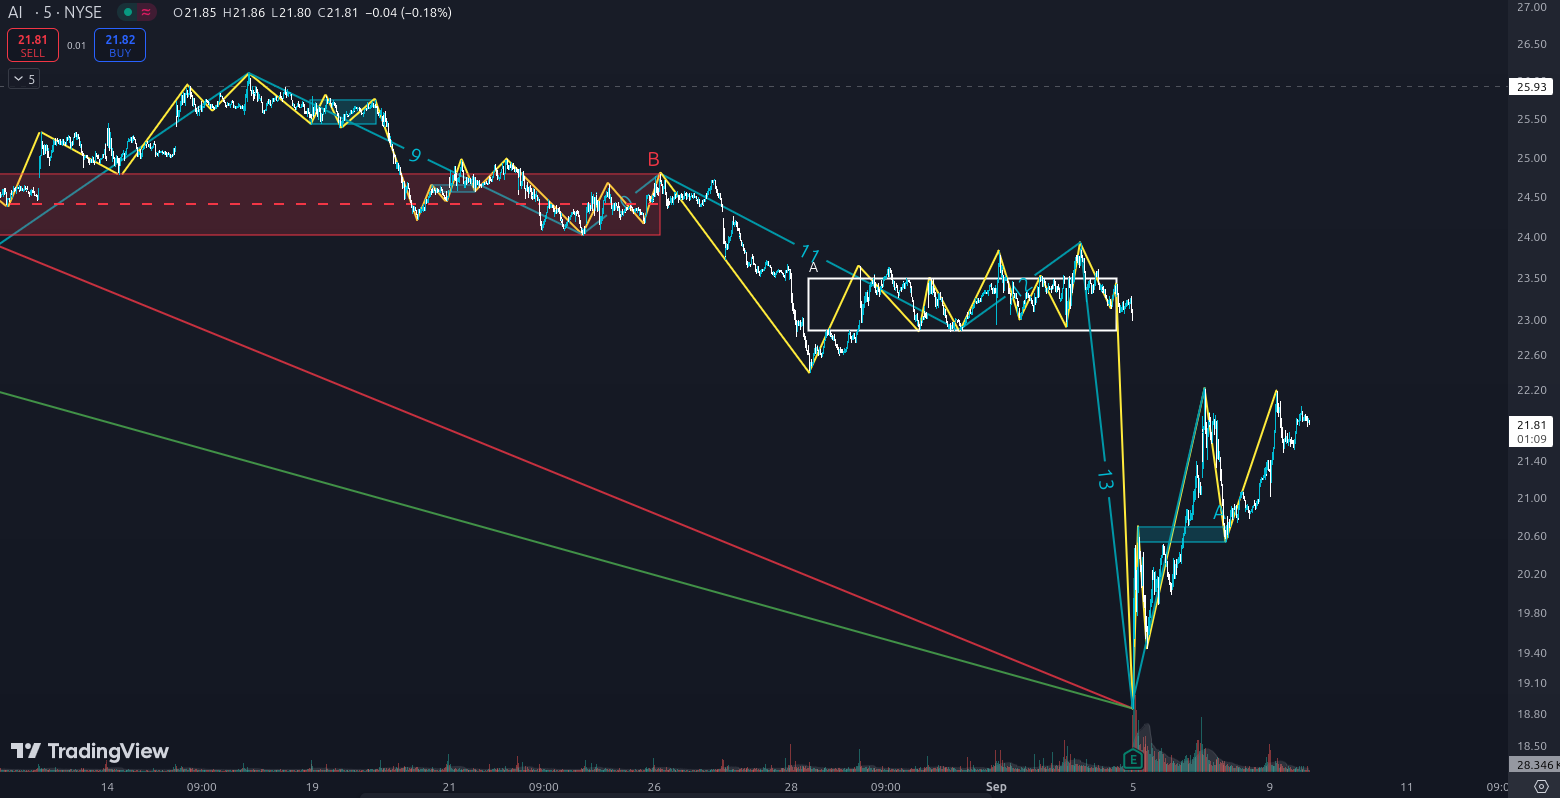 AI · 5 · NYSE ≈ O21.85 H21.86 L21.80 C21.81 −0.04 (−0.18%)
21.81 SELL 0.01 21.82 BUY
5
27.00
26.50
25.93
25.50
25.00
24.50
24.00
23.50
23.00
22.60
22.20
21.81
01:09
21.40
21.00
20.60
20.20
19.80
19.40
19.10
18.80
18.50
28.346 K
9
B
11
A
13
A
E
TradingView
14 09:00 19 21 09:00 26 28 09:00 Sep 5 9 11 09:0